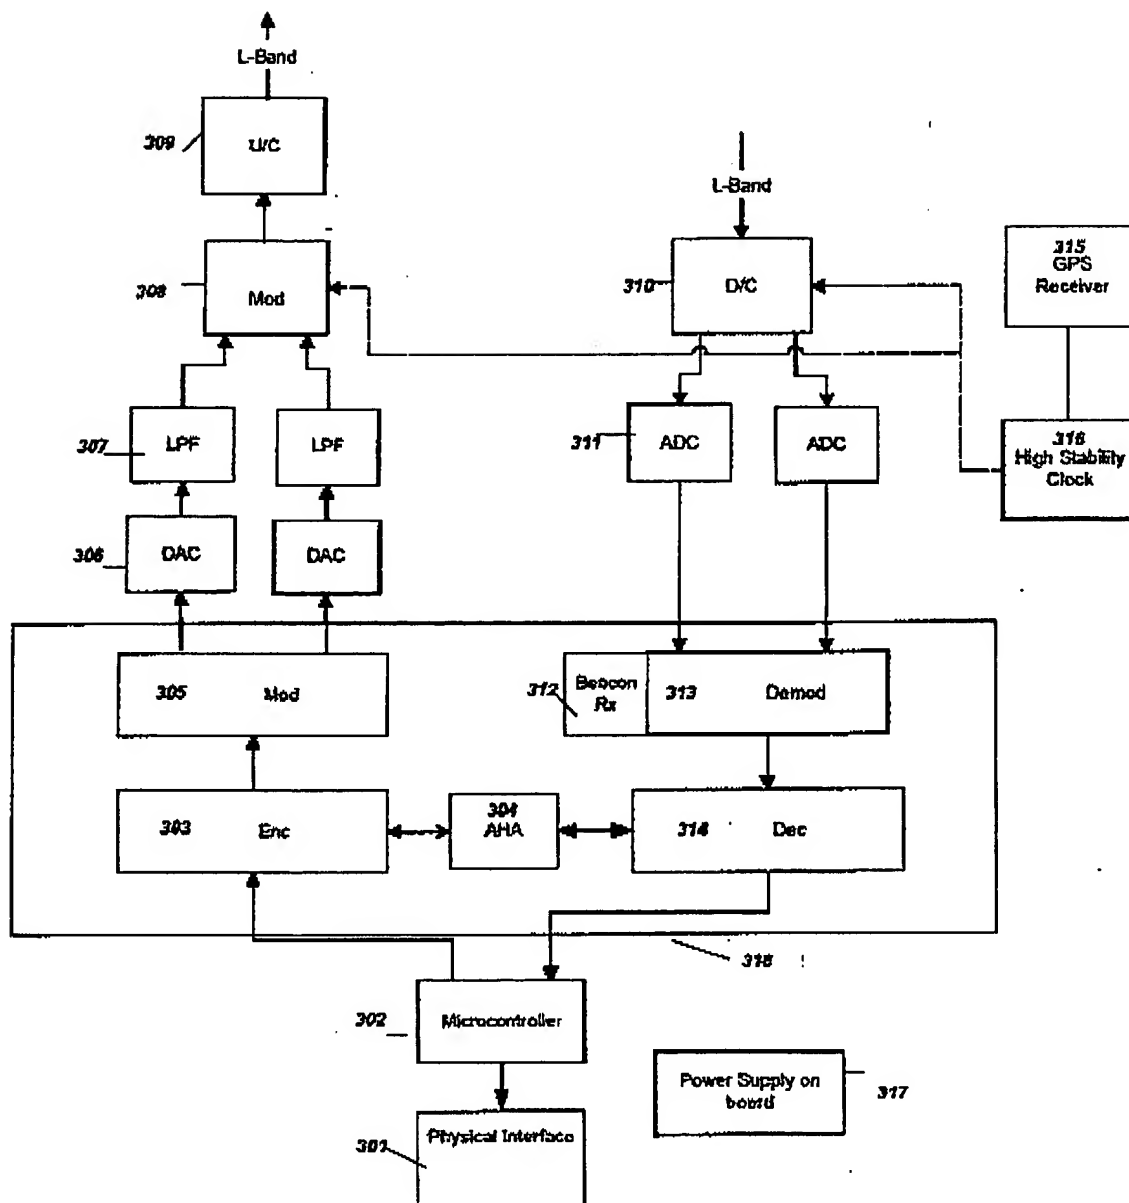 L-Band
309
U/C
L-Band
308
Mod
310
D/C
315
GPS
Receiver
307
LPF
LPF
311
ADC
ADC
316
High Stability
Clock
306
DAC
DAC
305
Mod
312
Beacon
Rx
313
Demod
303
Enc
304
AHA
314
Dec
318
302
Microcontroller
Power Supply on
board
317
301
Physical Interface